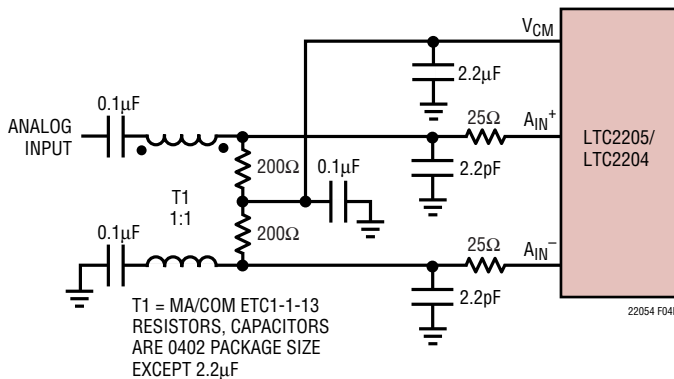 VCM
2.2µF
0.1µF
25Ω
AIN+
ANALOG
INPUT
LTC2205/
LTC2204
200Ω
0.1µF
2.2pF
T1
1:1
0.1µF
200Ω
25Ω
AIN−
2.2pF
T1 = MA/COM ETC1-1-13
RESISTORS, CAPACITORS
ARE 0402 PACKAGE SIZE
EXCEPT 2.2µF